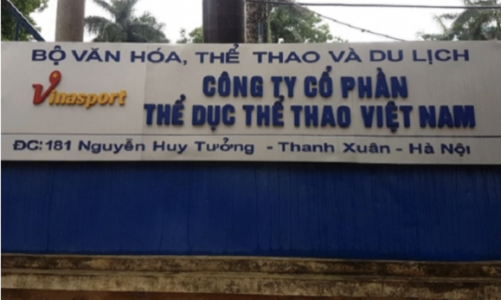 BỘ VĂN HÓA, THỂ THAO VÀ DU LỊCH
Vinasport
CÔNG TY CỔ PHẦN
THỂ DỤC THỂ THAO VIỆT NAM
ĐC: 181 Nguyễn Huy Tưởng - Thanh Xuân - Hà Nội